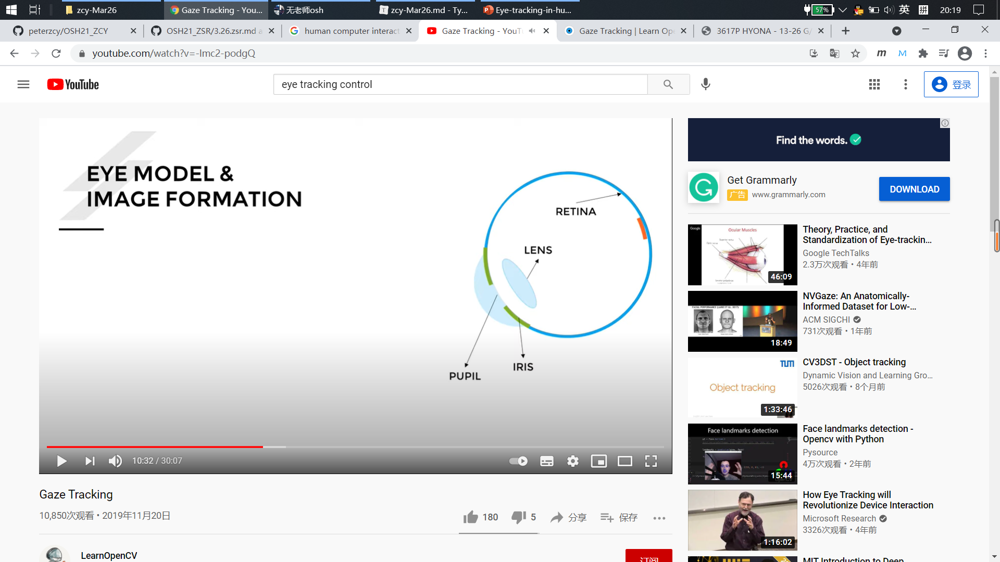 zcy-Mar26
Gaze Tracking - You...
无老师osh
zcy-Mar26.md - Ty...
Eye-tracking-in-hu...
57%
英
拼
20:19
peterzcy/OSH21_ZCY
OSH21_ZSR/3.26.zsr.md a
human computer interact
Gaze Tracking - YouT
Gaze Tracking | Learn Ope
3617P HYONA - 13-26 G/
youtube.com/watch?v=-lmc2-podgQ
YouTube
eye tracking control
登录
EYE MODEL &
IMAGE FORMATION
RETINA
LENS
PUPIL
IRIS
10:32 / 30:07
Gaze Tracking
10,850次观看 • 2019年11月20日
180
5
分享
保存
LearnOpenCV
订阅
Find the words.
Get Grammarly
广告
www.grammarly.com
DOWNLOAD
Google
Ocular Muscles
46:09
Theory, Practice, and
Standardization of Eye-trackin...
Google TechTalks
2.3万次观看 • 4年前
18:49
NVGaze: An Anatomically-
Informed Dataset for Low-...
ACM SIGCHI
731次观看 • 1年前
TUM
Object tracking
1:33:46
CV3DST - Object tracking
Dynamic Vision and Learning Gro...
5026次观看 • 8个月前
Face landmarks detection
15:44
Face landmarks detection -
Opencv with Python
Pysource
4万次观看 • 2年前
1:16:02
How Eye Tracking will
Revolutionize Device Interaction
Microsoft Research
3326次观看 • 4年前
MIT Introduction to Deep